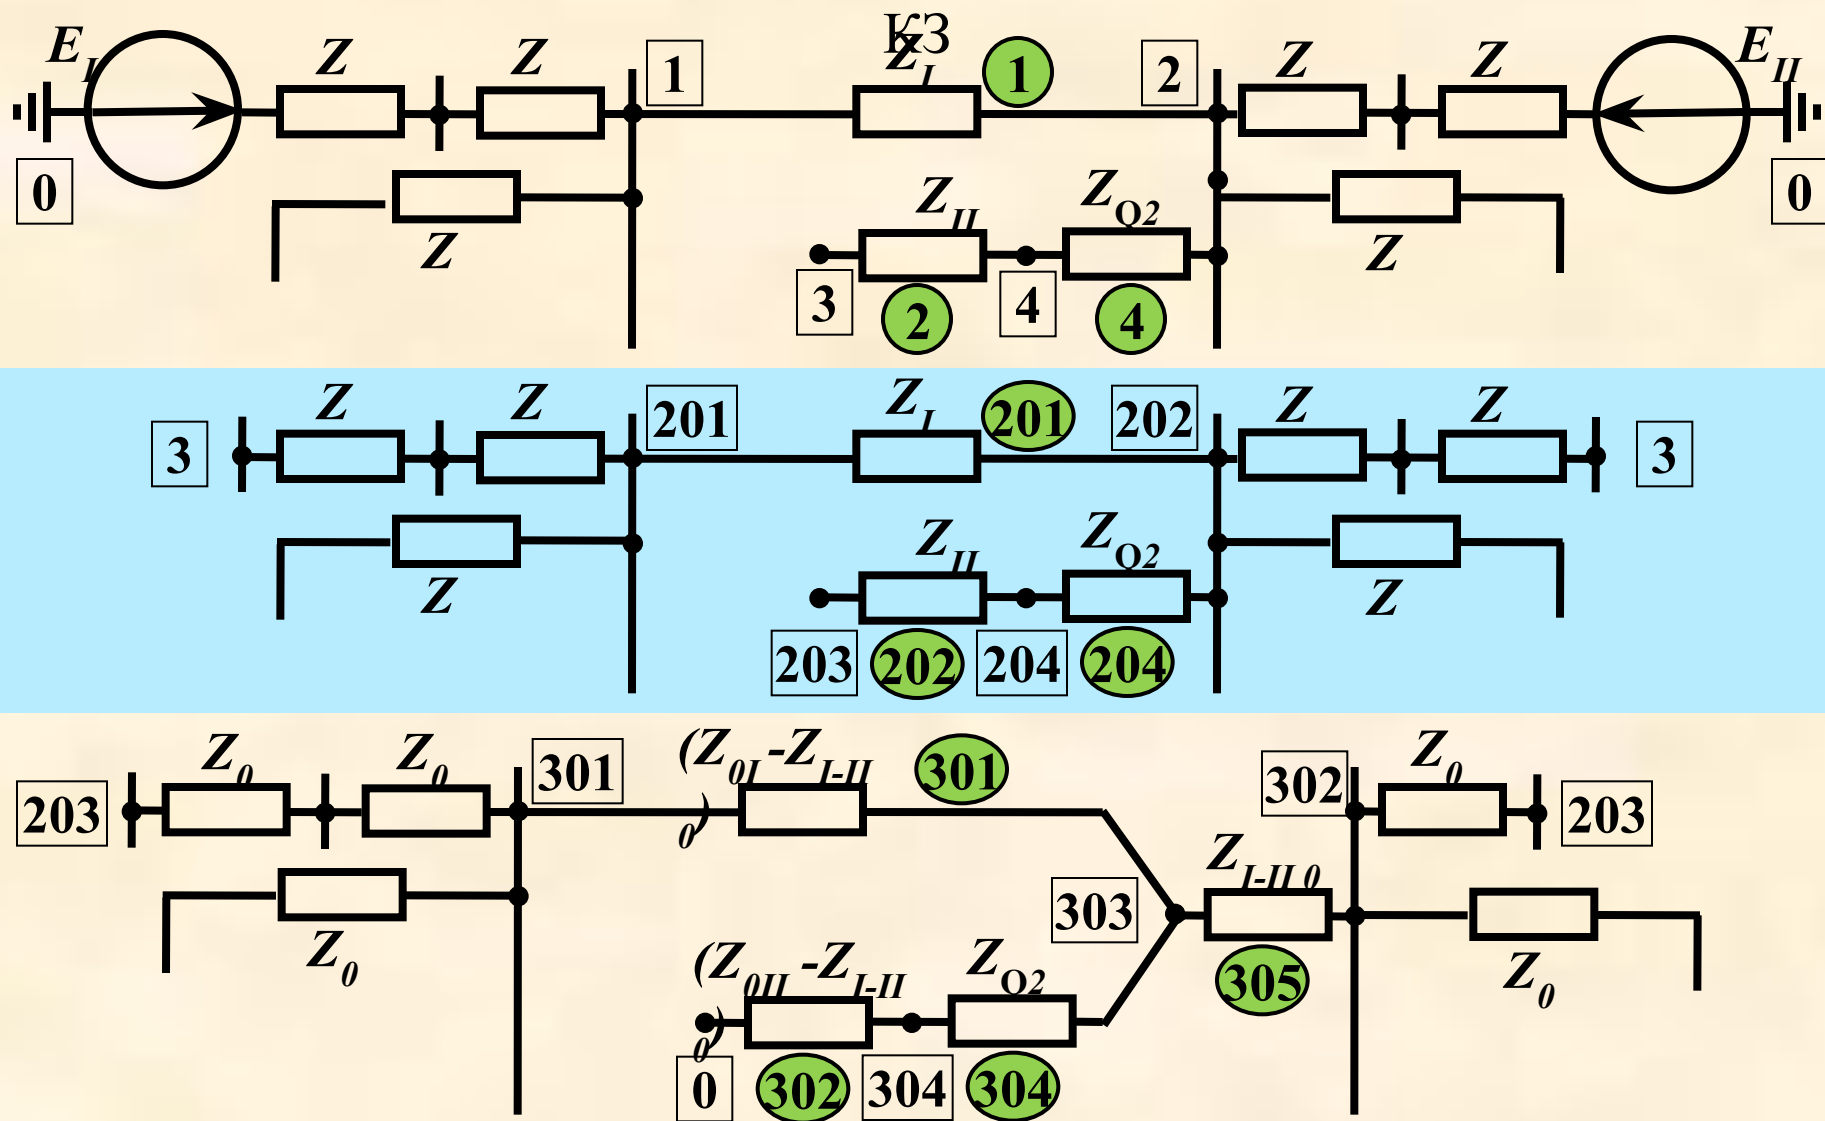 КЗ
E_I Z Z 1 Z_I 1 2 Z Z E_II
0 Z Z_II Z_Q2 Z 0
3 2 4 4
Z Z 201 Z_I 201 202 Z Z
3 3
Z Z_II Z_Q2 Z
203 202 204 204
Z_0 Z_0 301 (Z_0I -Z_I-II 0) 301 302 Z_0
203 203
Z_0 303 Z_I-II 0 Z_0
(Z_0II -Z_I-II 0) Z_Q2 305
0 302 304 304